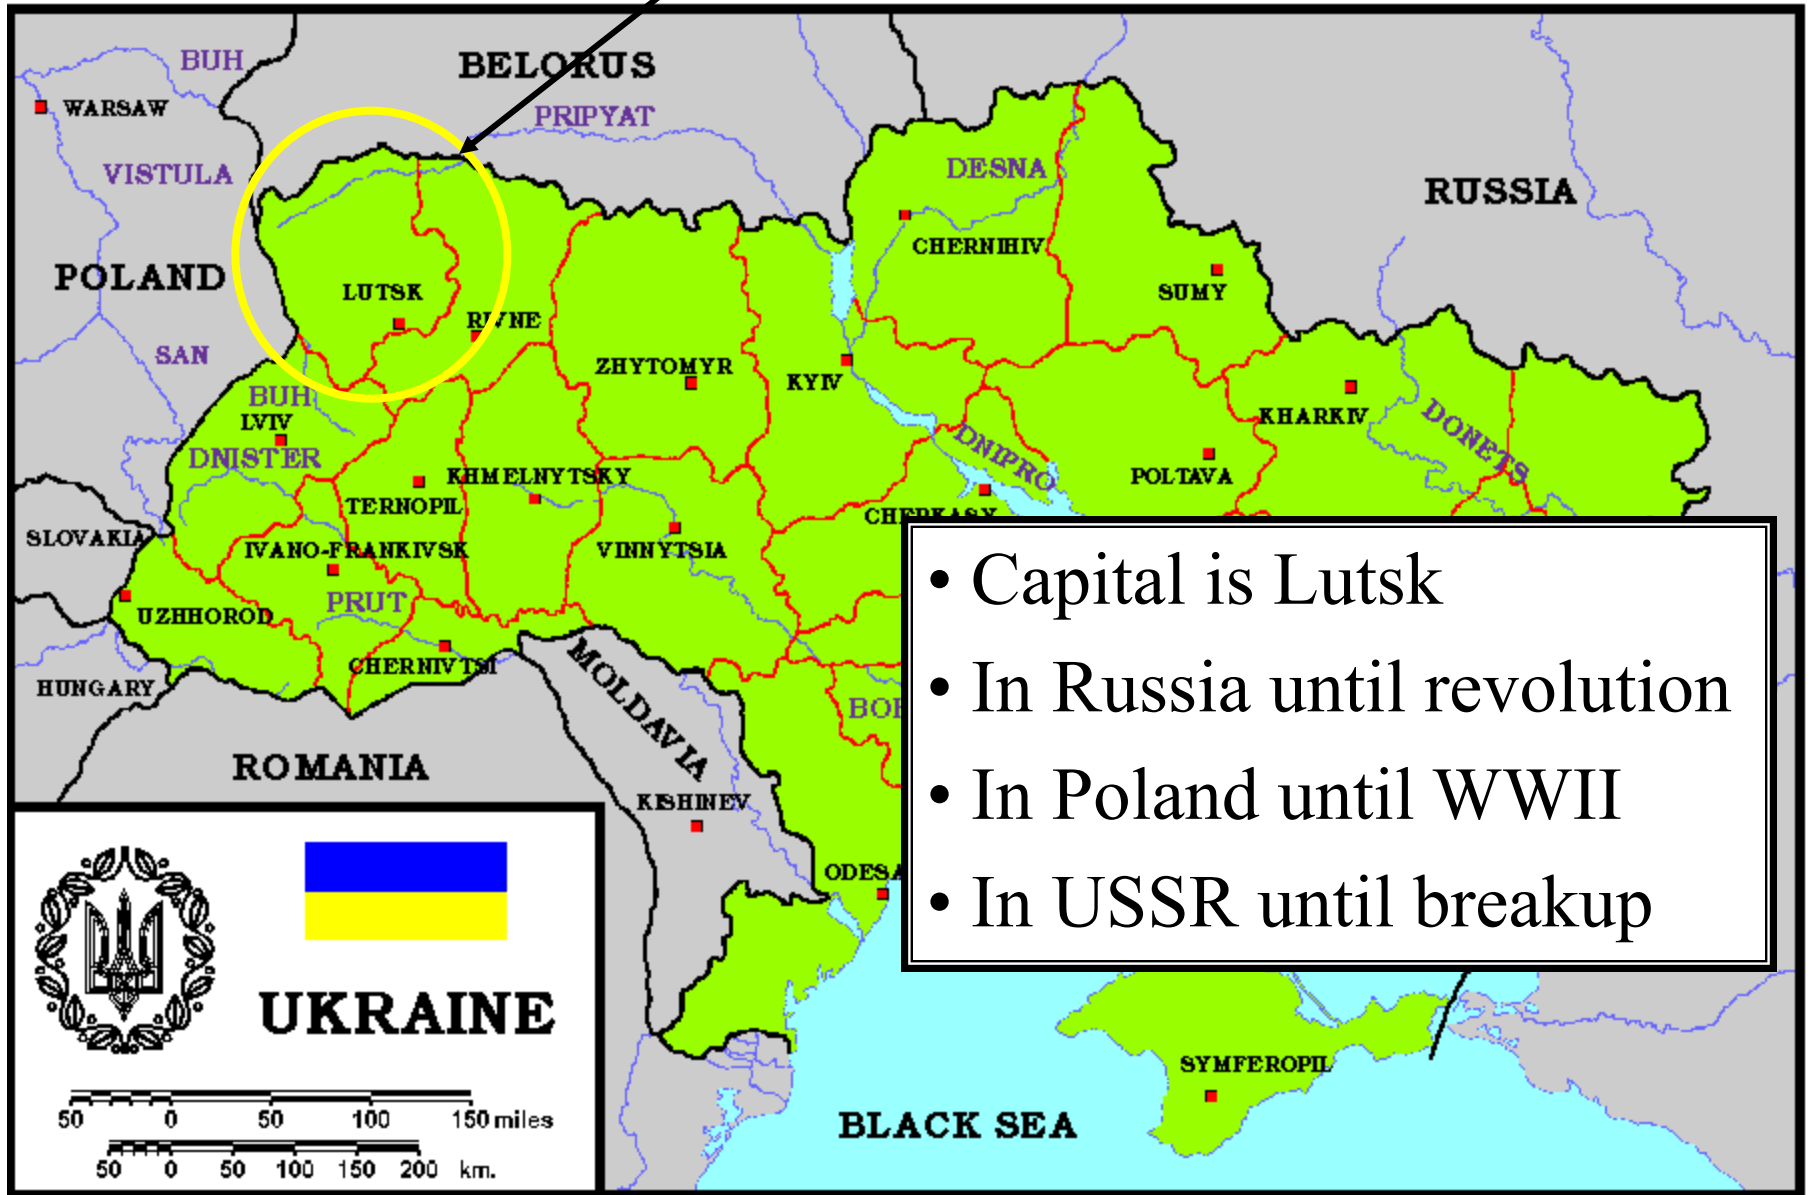 BUH
BELORUS
WARSAW
PRIPYAT
VISTULA
DESNA
RUSSIA
CHERNIHIV
POLAND
LUTSK
SUMY
RIVNE
SAN
ZHYTOMYR
KYIV
BUH
LVIV
KHARKIV
DONETS
DNISTER
DNIPRO
KHMELNYTSKY
POLTAVA
TERNOPIL
CHERKASY
SLOVAKIA
IVANO-FRANKIVSK
VINNYTSIA
PRUT
UZHHOROD
CHERNIVTSI
HUNGARY
MOLDAVIA
ROMANIA
KISHINEV
ODESA
• Capital is Lutsk
• In Russia until revolution
• In Poland until WWII
• In USSR until breakup
UKRAINE
50 0 50 100 150 miles
50 0 50 100 150 200 km.
SYMFEROPIL
BLACK SEA